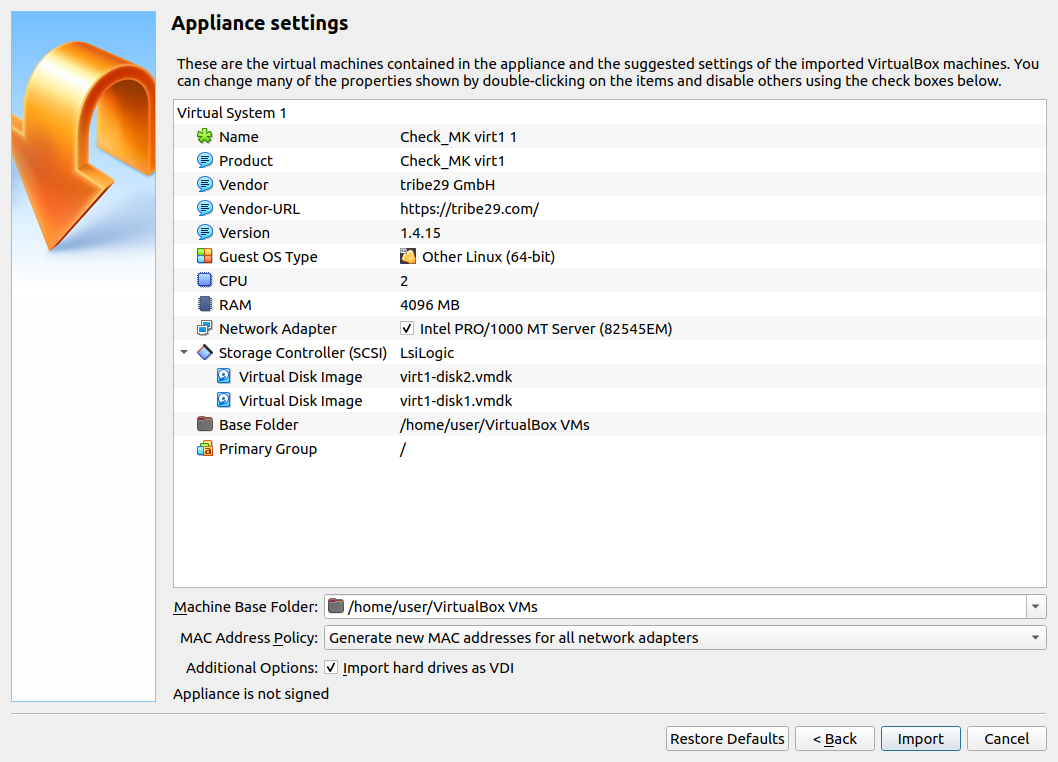 Appliance settings
These are the virtual machines contained in the appliance and the suggested settings of the imported VirtualBox machines. You
can change many of the properties shown by double-clicking on the items and disable others using the check boxes below.
Virtual System 1
Name Check_MK virt1 1
Product Check_MK virt1
Vendor tribe29 GmbH
Vendor-URL https://tribe29.com/
Version 1.4.15
Guest OS Type Other Linux (64-bit)
CPU 2
RAM 4096 MB
Network Adapter Intel PRO/1000 MT Server (82545EM)
Storage Controller (SCSI) LsiLogic
Virtual Disk Image virt1-disk2.vmdk
Virtual Disk Image virt1-disk1.vmdk
Base Folder /home/user/VirtualBox VMs
Primary Group /
Machine Base Folder: /home/user/VirtualBox VMs
MAC Address Policy: Generate new MAC addresses for all network adapters
Additional Options: Import hard drives as VDI
Appliance is not signed
Restore Defaults < Back Import Cancel